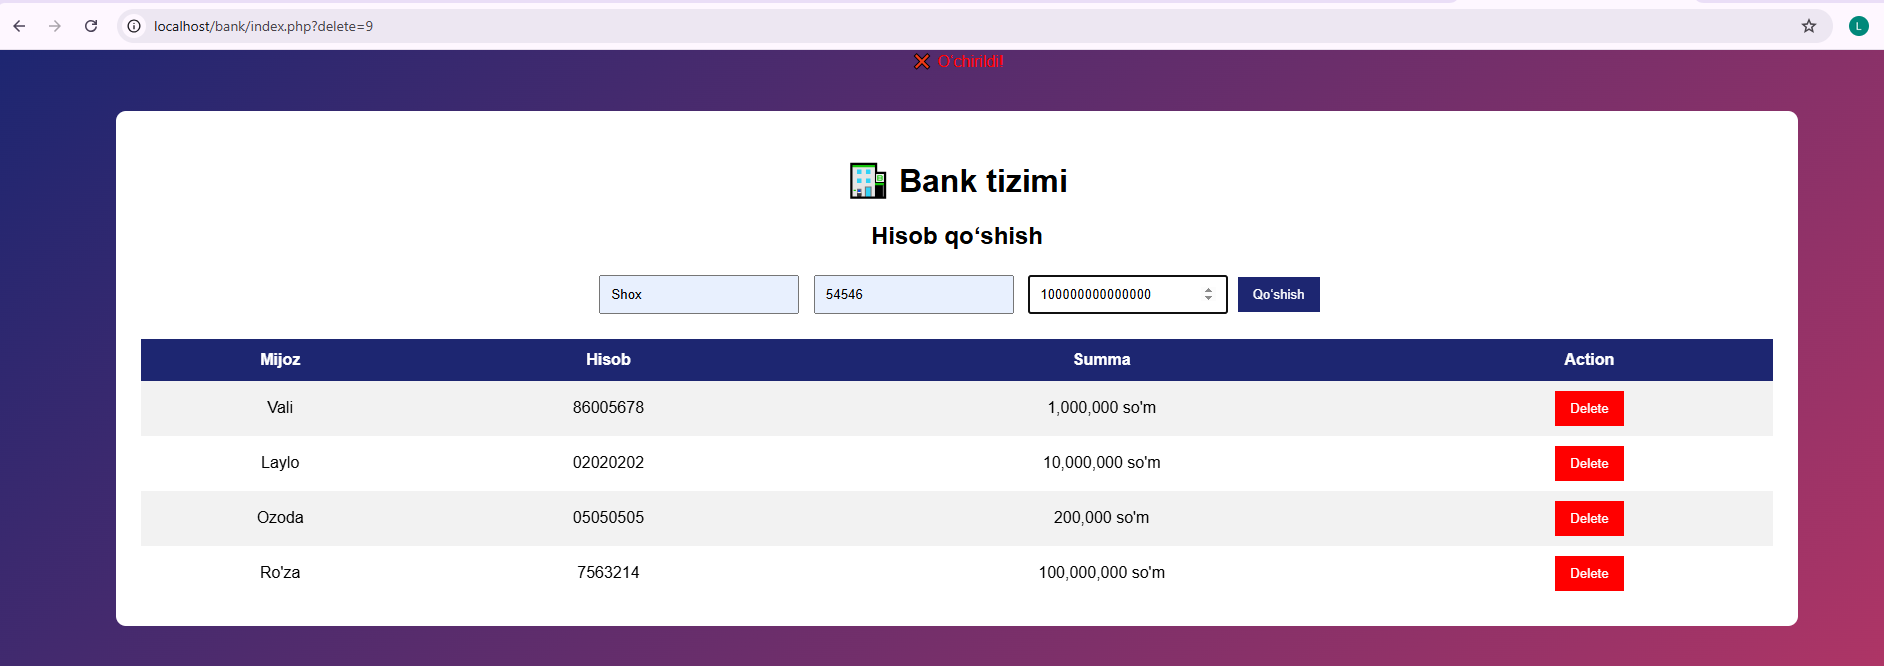 localhost/bank/index.php?delete=9
L
❌ O'chirildi!
🏦 Bank tizimi
Hisob qo‘shish
Shox 54546 100000000000000 Qo'shish
Mijoz Hisob Summa Action
Vali 86005678 1,000,000 so'm Delete
Laylo 02020202 10,000,000 so'm Delete
Ozoda 05050505 200,000 so'm Delete
Ro'za 7563214 100,000,000 so'm Delete